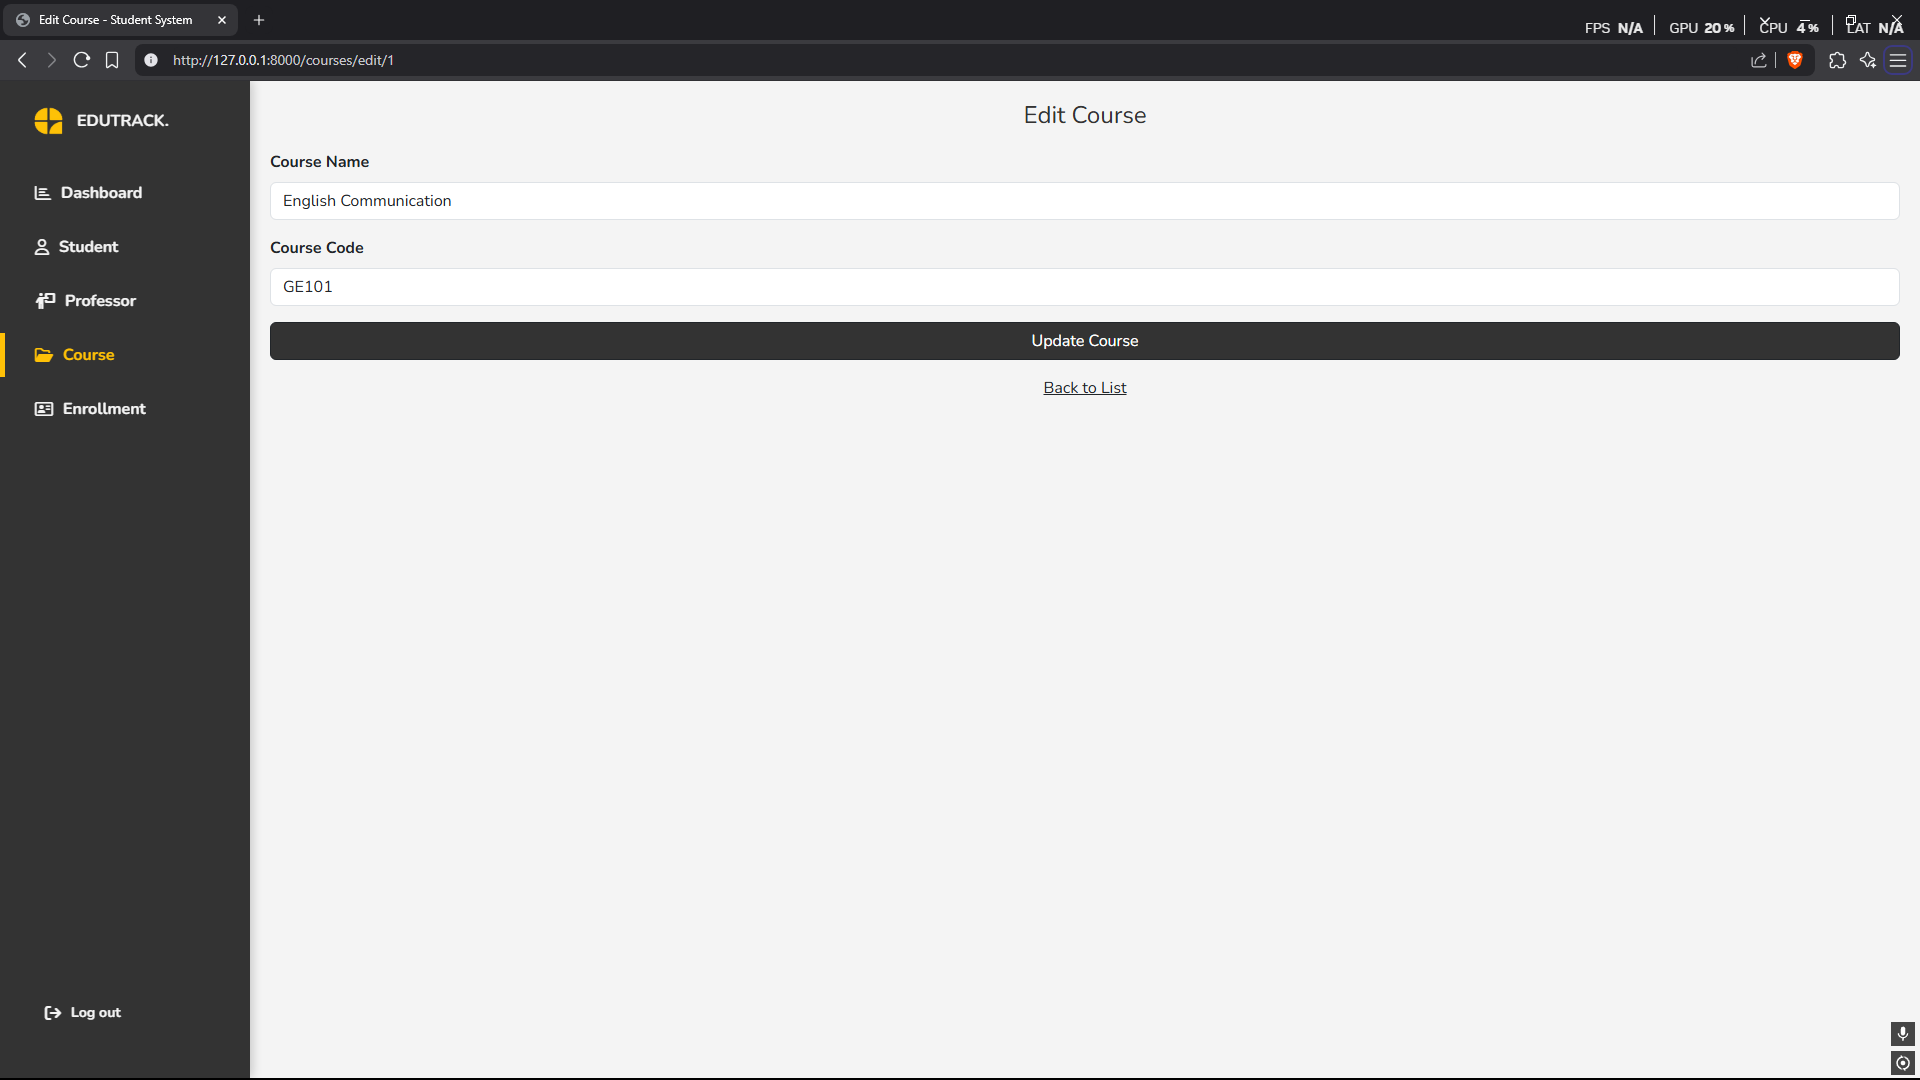 Edit Course - Student System
FPS N/A GPU 20 % CPU 4 % LAT N/A
http://127.0.0.1:8000/courses/edit/1
EDUTRACK.
Dashboard
Student
Professor
Course
Enrollment
Log out
Edit Course
Course Name
English Communication
Course Code
GE101
Update Course
Back to List